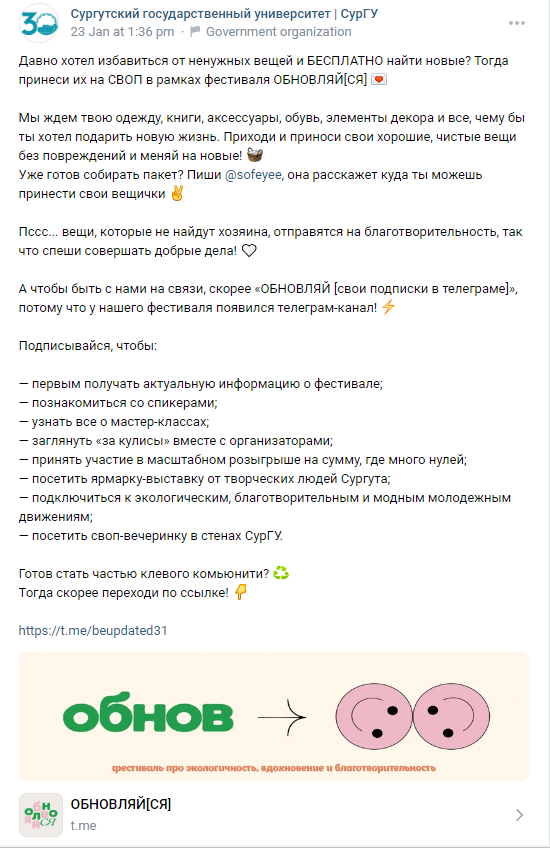 30
Сургутский государственный университет | СурГУ
23 Jan at 1:36 pm · Government organization
Давно хотел избавиться от ненужных вещей и БЕСПЛАТНО найти новые? Тогда
принеси их на СВОП в рамках фестиваля ОБНОВЛЯЙ[СЯ] 💌
Мы ждем твою одежду, книги, аксессуары, обувь, элементы декора и все, чему бы
ты хотел подарить новую жизнь. Приходи и приноси свои хорошие, чистые вещи
без повреждений и меняй на новые! 🧺
Уже готов собирать пакет? Пиши @sofeyee, она расскажет куда ты можешь
принести свои вещички ✌
Пссс... вещи, которые не найдут хозяина, отправятся на благотворительность, так
что спеши совершать добрые дела! ♡
А чтобы быть с нами на связи, скорее «ОБНОВЛЯЙ [свои подписки в телеграме]»,
потому что у нашего фестиваля появился телеграм-канал! ⚡
Подписывайся, чтобы:
— первым получать актуальную информацию о фестивале;
— познакомиться со спикерами;
— узнать все о мастер-классах;
— заглянуть «за кулисы» вместе с организаторами;
— принять участие в масштабном розыгрыше на сумму, где много нулей;
— посетить ярмарку-выставку от творческих людей Сургута;
— подключиться к экологическим, благотворительным и модным молодежным
движениям;
— посетить своп-вечеринку в стенах СурГУ.
Готов стать частью клевого комьюнити? ♻
Тогда скорее переходи по ссылке! 👇
https://t.me/beupdated31
обнов
фестиваль про экологичность, вдохновение и благотворительность
ОБНОВЛЯЙ[СЯ]
t.me